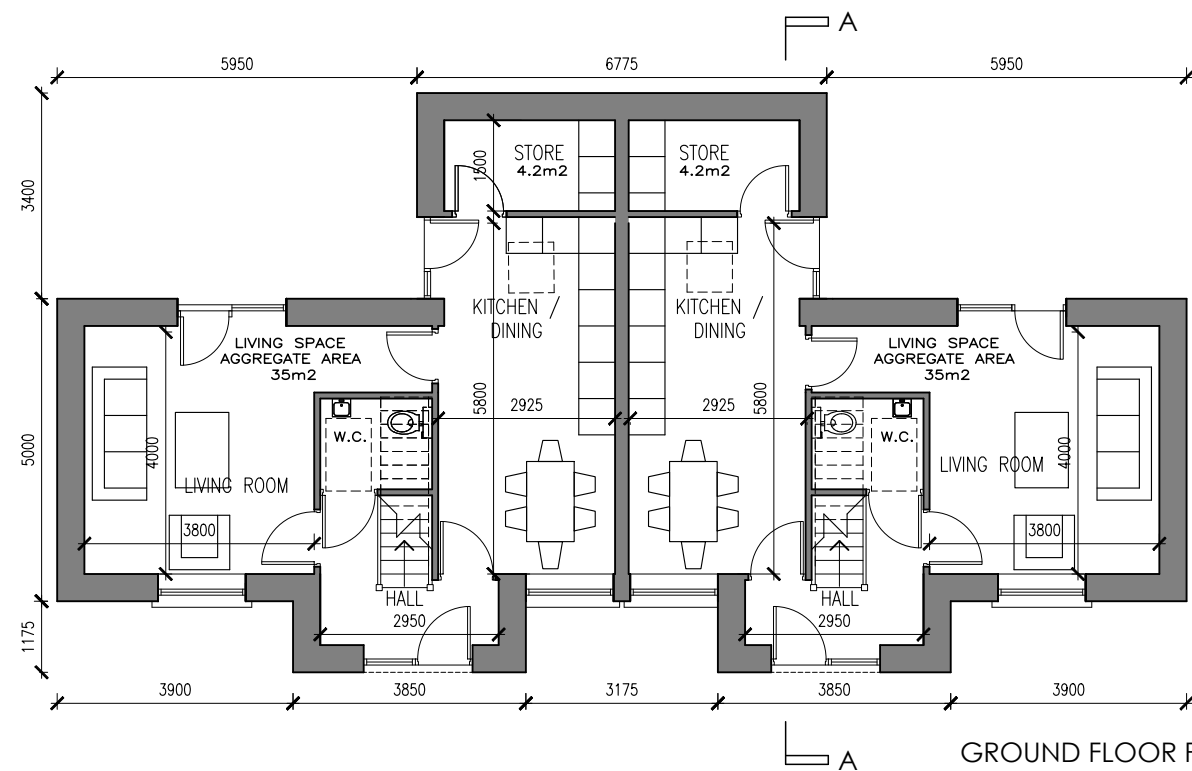 A
5950 6775 5950
3400
1500
STORE
4.2m2
STORE
4.2m2
KITCHEN /
DINING
KITCHEN /
DINING
LIVING SPACE
AGGREGATE AREA
35m2
LIVING SPACE
AGGREGATE AREA
35m2
5000
4000
5800
2925
2925
5800
4000
W.C.
W.C.
LIVING ROOM
LIVING ROOM
3800
3800
HALL
HALL
2950
2950
1175
3900 3850 3175 3850 3900
A
GROUND FLOOR